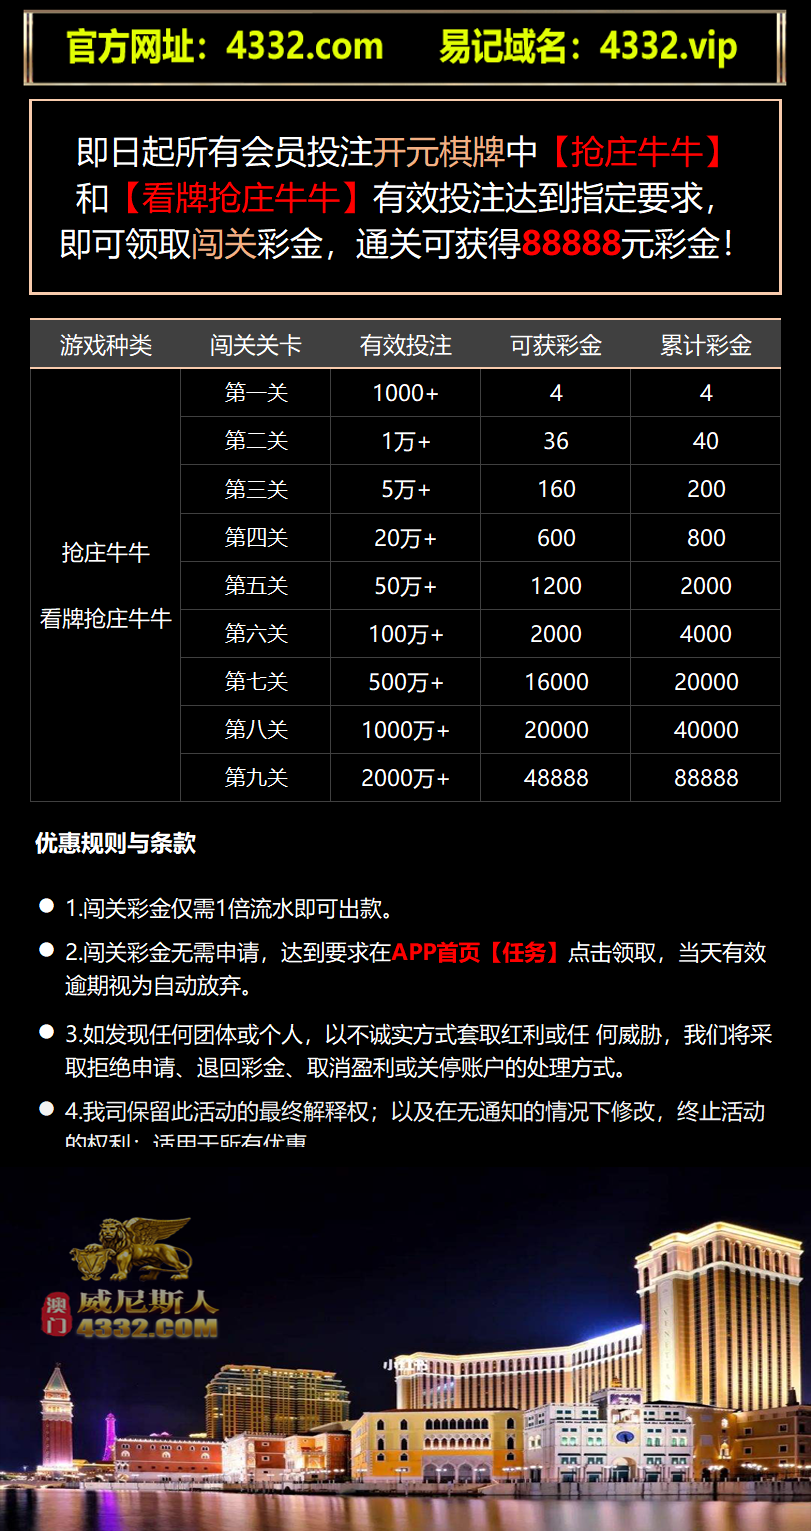 官方网址：4332.com 易记域名：4332.vip
即日起所有会员投注开元棋牌中【抢庄牛牛】
和【看牌抢庄牛牛】有效投注达到指定要求，
即可领取闯关彩金，通关可获得88888元彩金！
游戏种类 闯关关卡 有效投注 可获彩金 累计彩金
第一关 1000+ 4 4
第二关 1万+ 36 40
第三关 5万+ 160 200
第四关 20万+ 600 800
抢庄牛牛
第五关 50万+ 1200 2000
看牌抢庄牛牛
第六关 100万+ 2000 4000
第七关 500万+ 16000 20000
第八关 1000万+ 20000 40000
第九关 2000万+ 48888 88888
优惠规则与条款
● 1.闯关彩金仅需1倍流水即可出款。
● 2.闯关彩金无需申请，达到要求在APP首页【任务】点击领取，当天有效
逾期视为自动放弃。
● 3.如发现任何团体或个人，以不诚实方式套取红利或任 何威胁，我们将采
取拒绝申请、退回彩金、取消盈利或关停账户的处理方式。
● 4.我司保留此活动的最终解释权；以及在无通知的情况下修改，终止活动
的权利；适用于所有优惠
澳门 威尼斯人
4332.COM